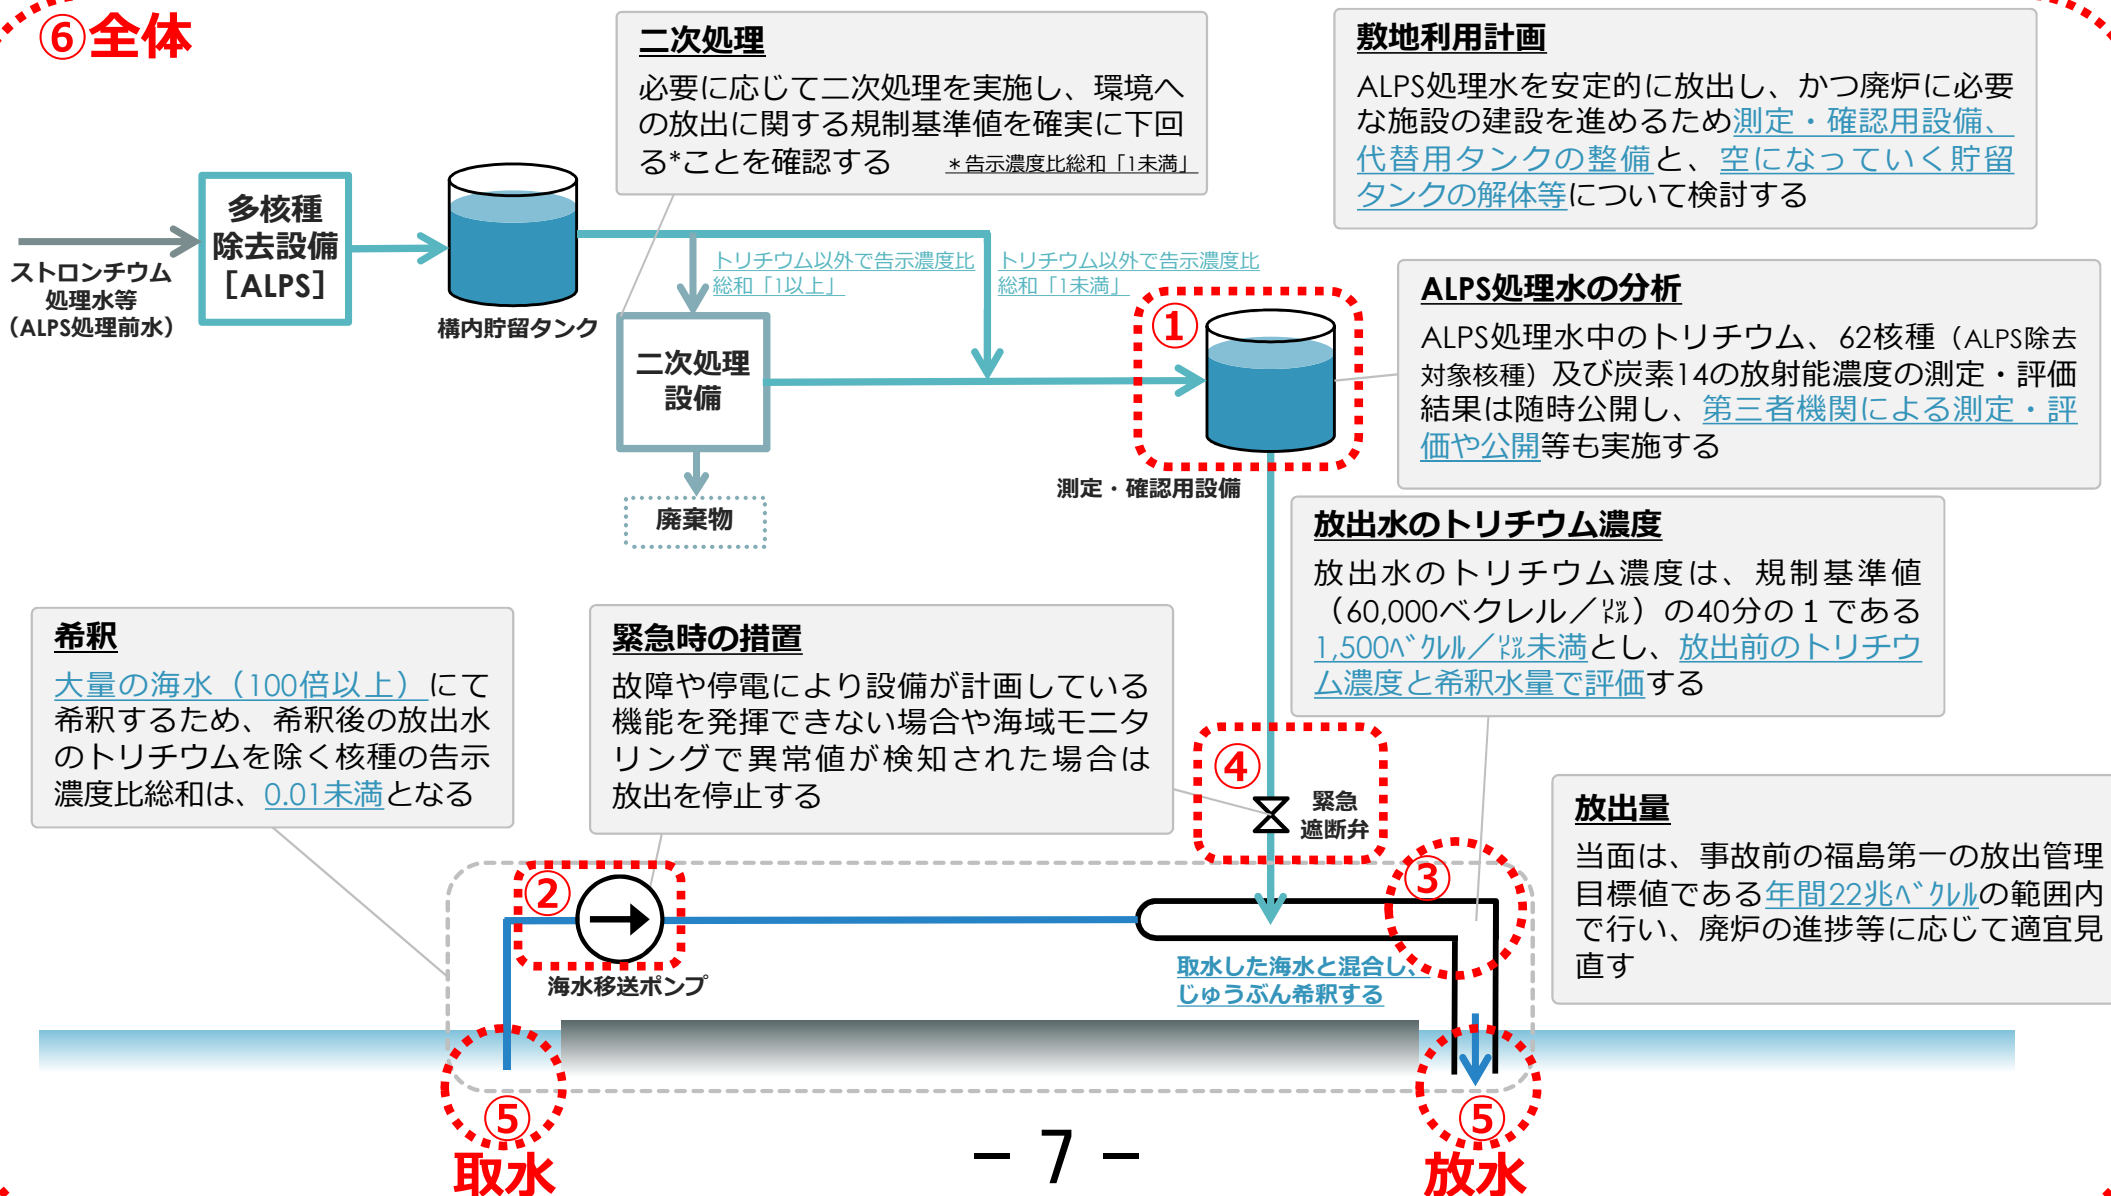 ⑥全体
二次処理
必要に応じて二次処理を実施し、環境へ
の放出に関する規制基準値を確実に下回
る*ことを確認する ＊告示濃度比総和「1未満」
敷地利用計画
ALPS処理水を安定的に放出し、かつ廃炉に必要
な施設の建設を進めるため測定・確認用設備、
代替用タンクの整備と、空になっていく貯留
タンクの解体等について検討する
ストロンチウム
処理水等
（ALPS処理前水）
多核種
除去設備
［ALPS］
構内貯留タンク
トリチウム以外で告示濃度比
総和「1以上」
トリチウム以外で告示濃度比
総和「1未満」
二次処理
設備
廃棄物
①
測定・確認用設備
ALPS処理水の分析
ALPS処理水中のトリチウム、62核種（ALPS除去
対象核種）及び炭素14の放射能濃度の測定・評価
結果は随時公開し、第三者機関による測定・評
価や公開等も実施する
放出水のトリチウム濃度
放出水のトリチウム濃度は、規制基準値
（60,000ベクレル／㍑）の40分の１である
1,500ﾍﾞｸﾚﾙ／㍑未満とし、放出前のトリチウ
ム濃度と希釈水量で評価する
希釈
大量の海水（100倍以上）にて
希釈するため、希釈後の放出水
のトリチウムを除く核種の告示
濃度比総和は、0.01未満となる
緊急時の措置
故障や停電により設備が計画している
機能を発揮できない場合や海域モニタ
リングで異常値が検知された場合は
放出を停止する
④
緊急
遮断弁
放出量
当面は、事故前の福島第一の放出管理
目標値である年間22兆ﾍﾞｸﾚﾙの範囲内
で行い、廃炉の進捗等に応じて適宜見
直す
②
海水移送ポンプ
③
取水した海水と混合し、
じゅうぶん希釈する
⑤
取水
⑤
放水
－ 7 －